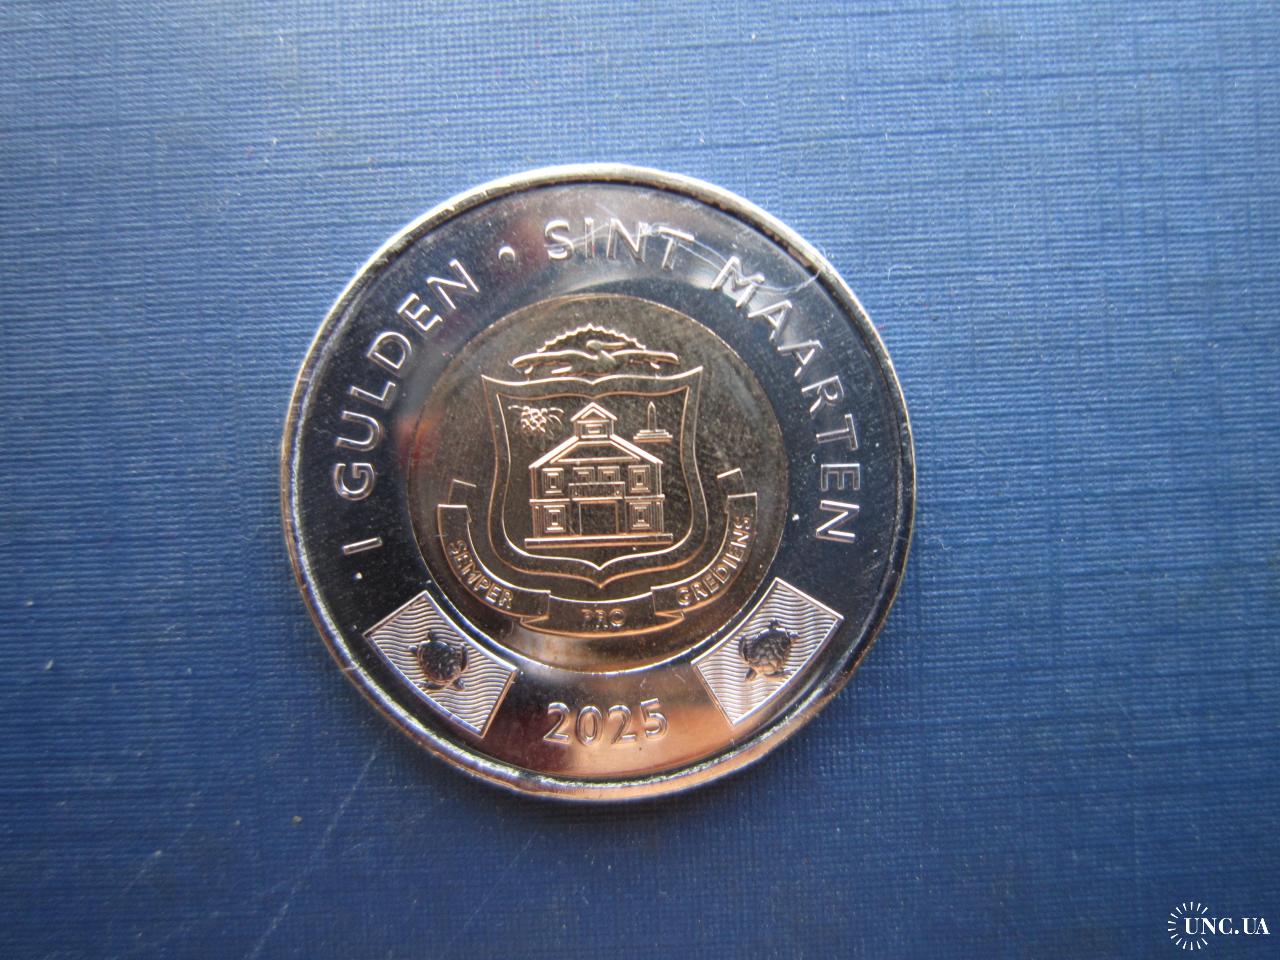 1 GULDEN · SINT MAARTEN
SEMPER PRO GREDIENS
2025
UNC.UA